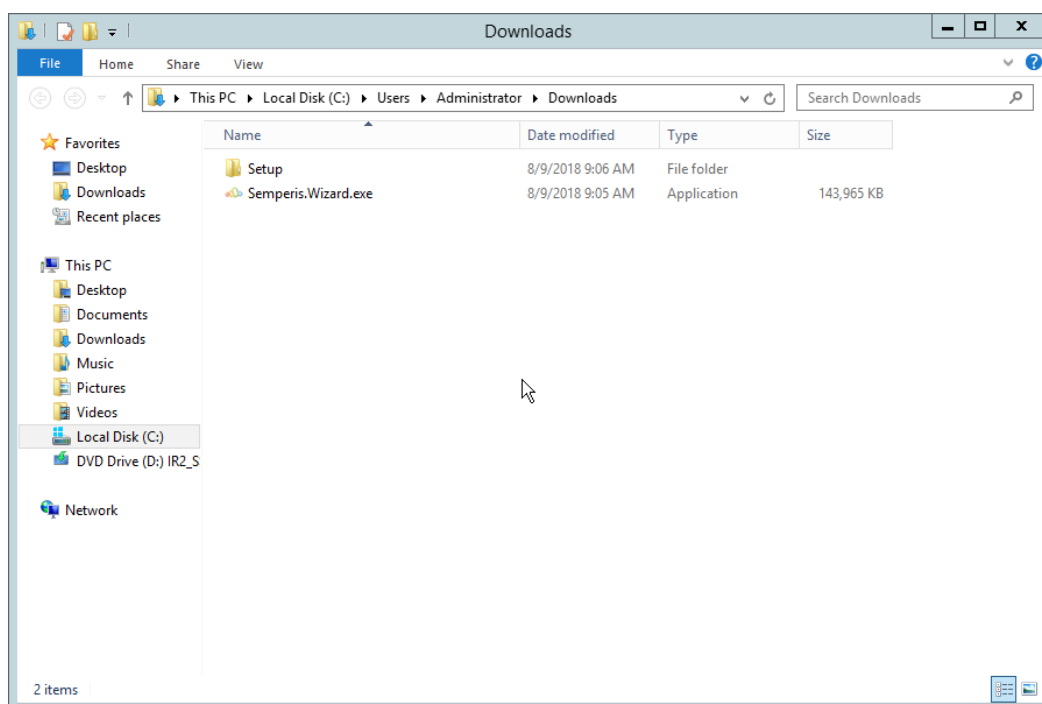 Downloads
File Home Share View
This PC Local Disk (C:) Users Administrator Downloads Search Downloads
Name Date modified Type Size
Favorites
Desktop
Downloads
Recent places
This PC
Desktop
Documents
Downloads
Music
Pictures
Videos
Local Disk (C:)
DVD Drive (D:) IR2_S
Network
Setup 8/9/2018 9:06 AM File folder
Semperis.Wizard.exe 8/9/2018 9:05 AM Application 143,965 KB
2 items